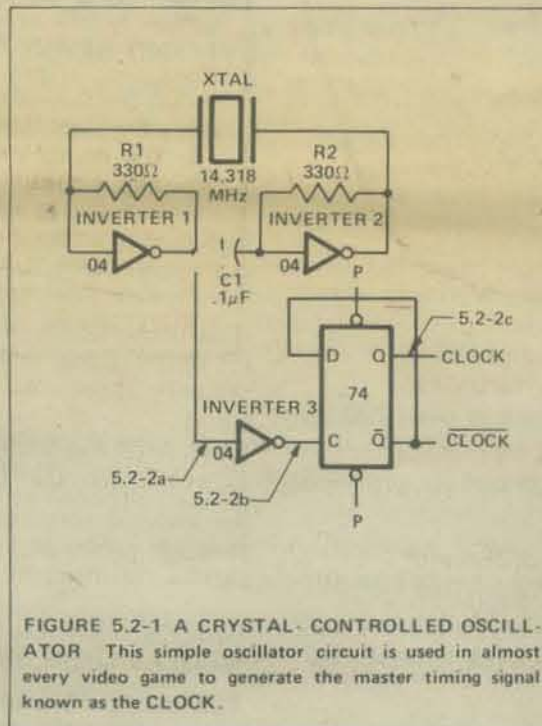 XTAL
R1
330Ω
14.318
MHz
R2
330Ω
INVERTER 1
INVERTER 2
04
C1
.1μF
04
P
5.2-2c
D Q CLOCK
74
INVERTER 3
04
C Q̅ C̅L̅O̅C̅K̅
5.2-2a
5.2-2b
P
FIGURE 5.2-1 A CRYSTAL- CONTROLLED OSCILL-
ATOR This simple oscillator circuit is used in almost
every video game to generate the master timing signal
known as the CLOCK.